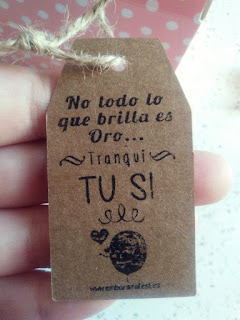 No todo lo
que brilla es
Oro...
Tranqui
TU SI